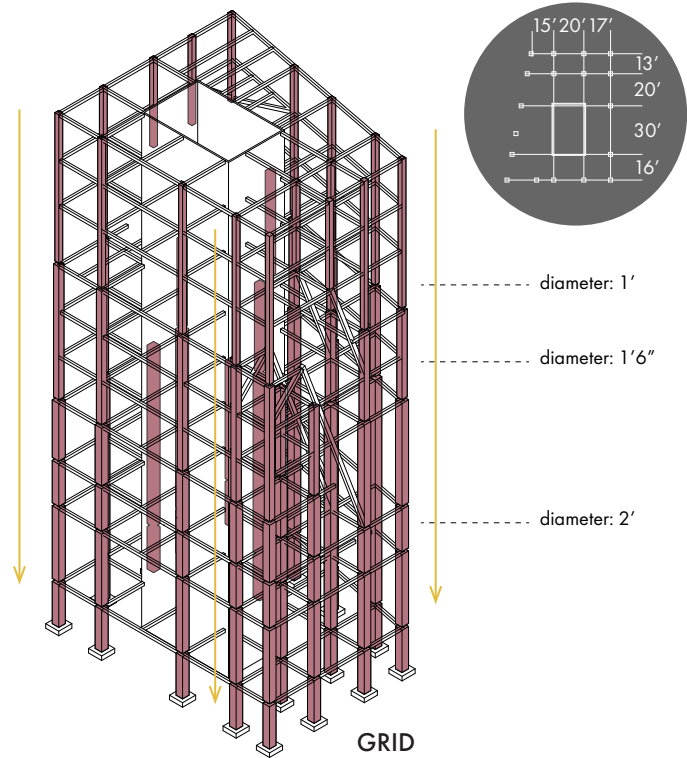 15’ 20’ 17’
13’
20’
30’
16’
diameter: 1’
diameter: 1’6”
diameter: 2’
GRID